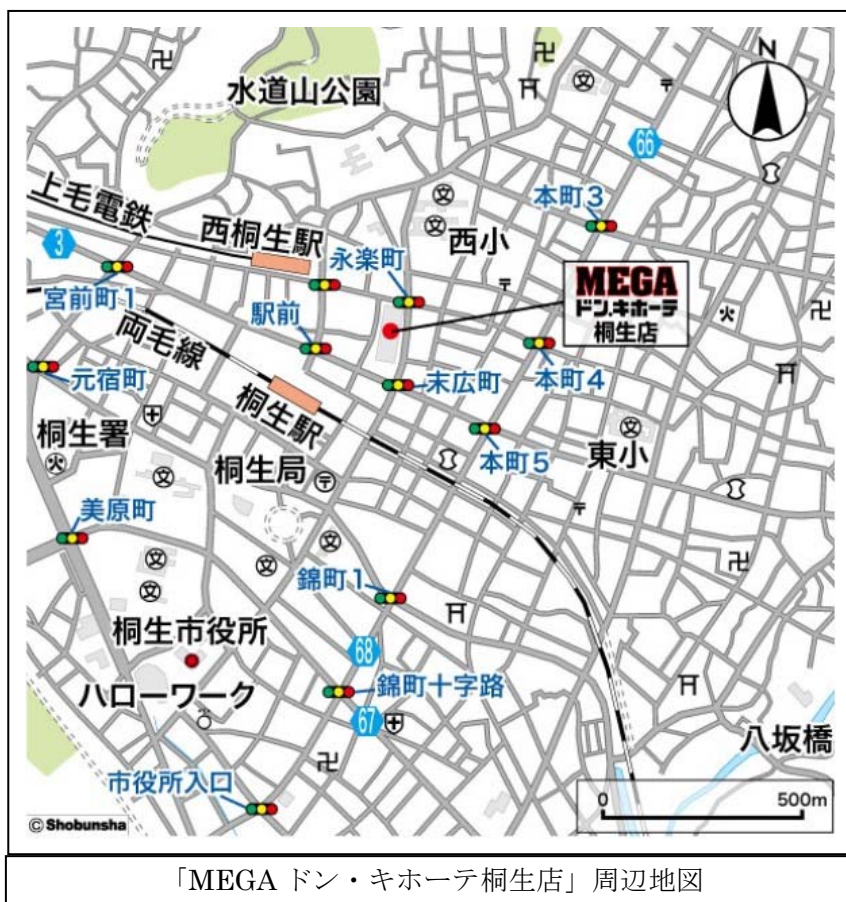 水道山公園
N
66
上毛電鉄
西桐生駅
本町3
3
永楽町
西小
宮前町1
駅前
MEGA
ドン.キホーテ
桐生店
両毛線
元宿町
桐生駅
末広町
本町4
桐生署
本町5
東小
桐生局
美原町
錦町1
桐生市役所
68
ハローワーク
錦町十字路
67
八坂橋
市役所入口
0 500m
© Shobunsha
「MEGA ドン・キホーテ桐生店」周辺地図